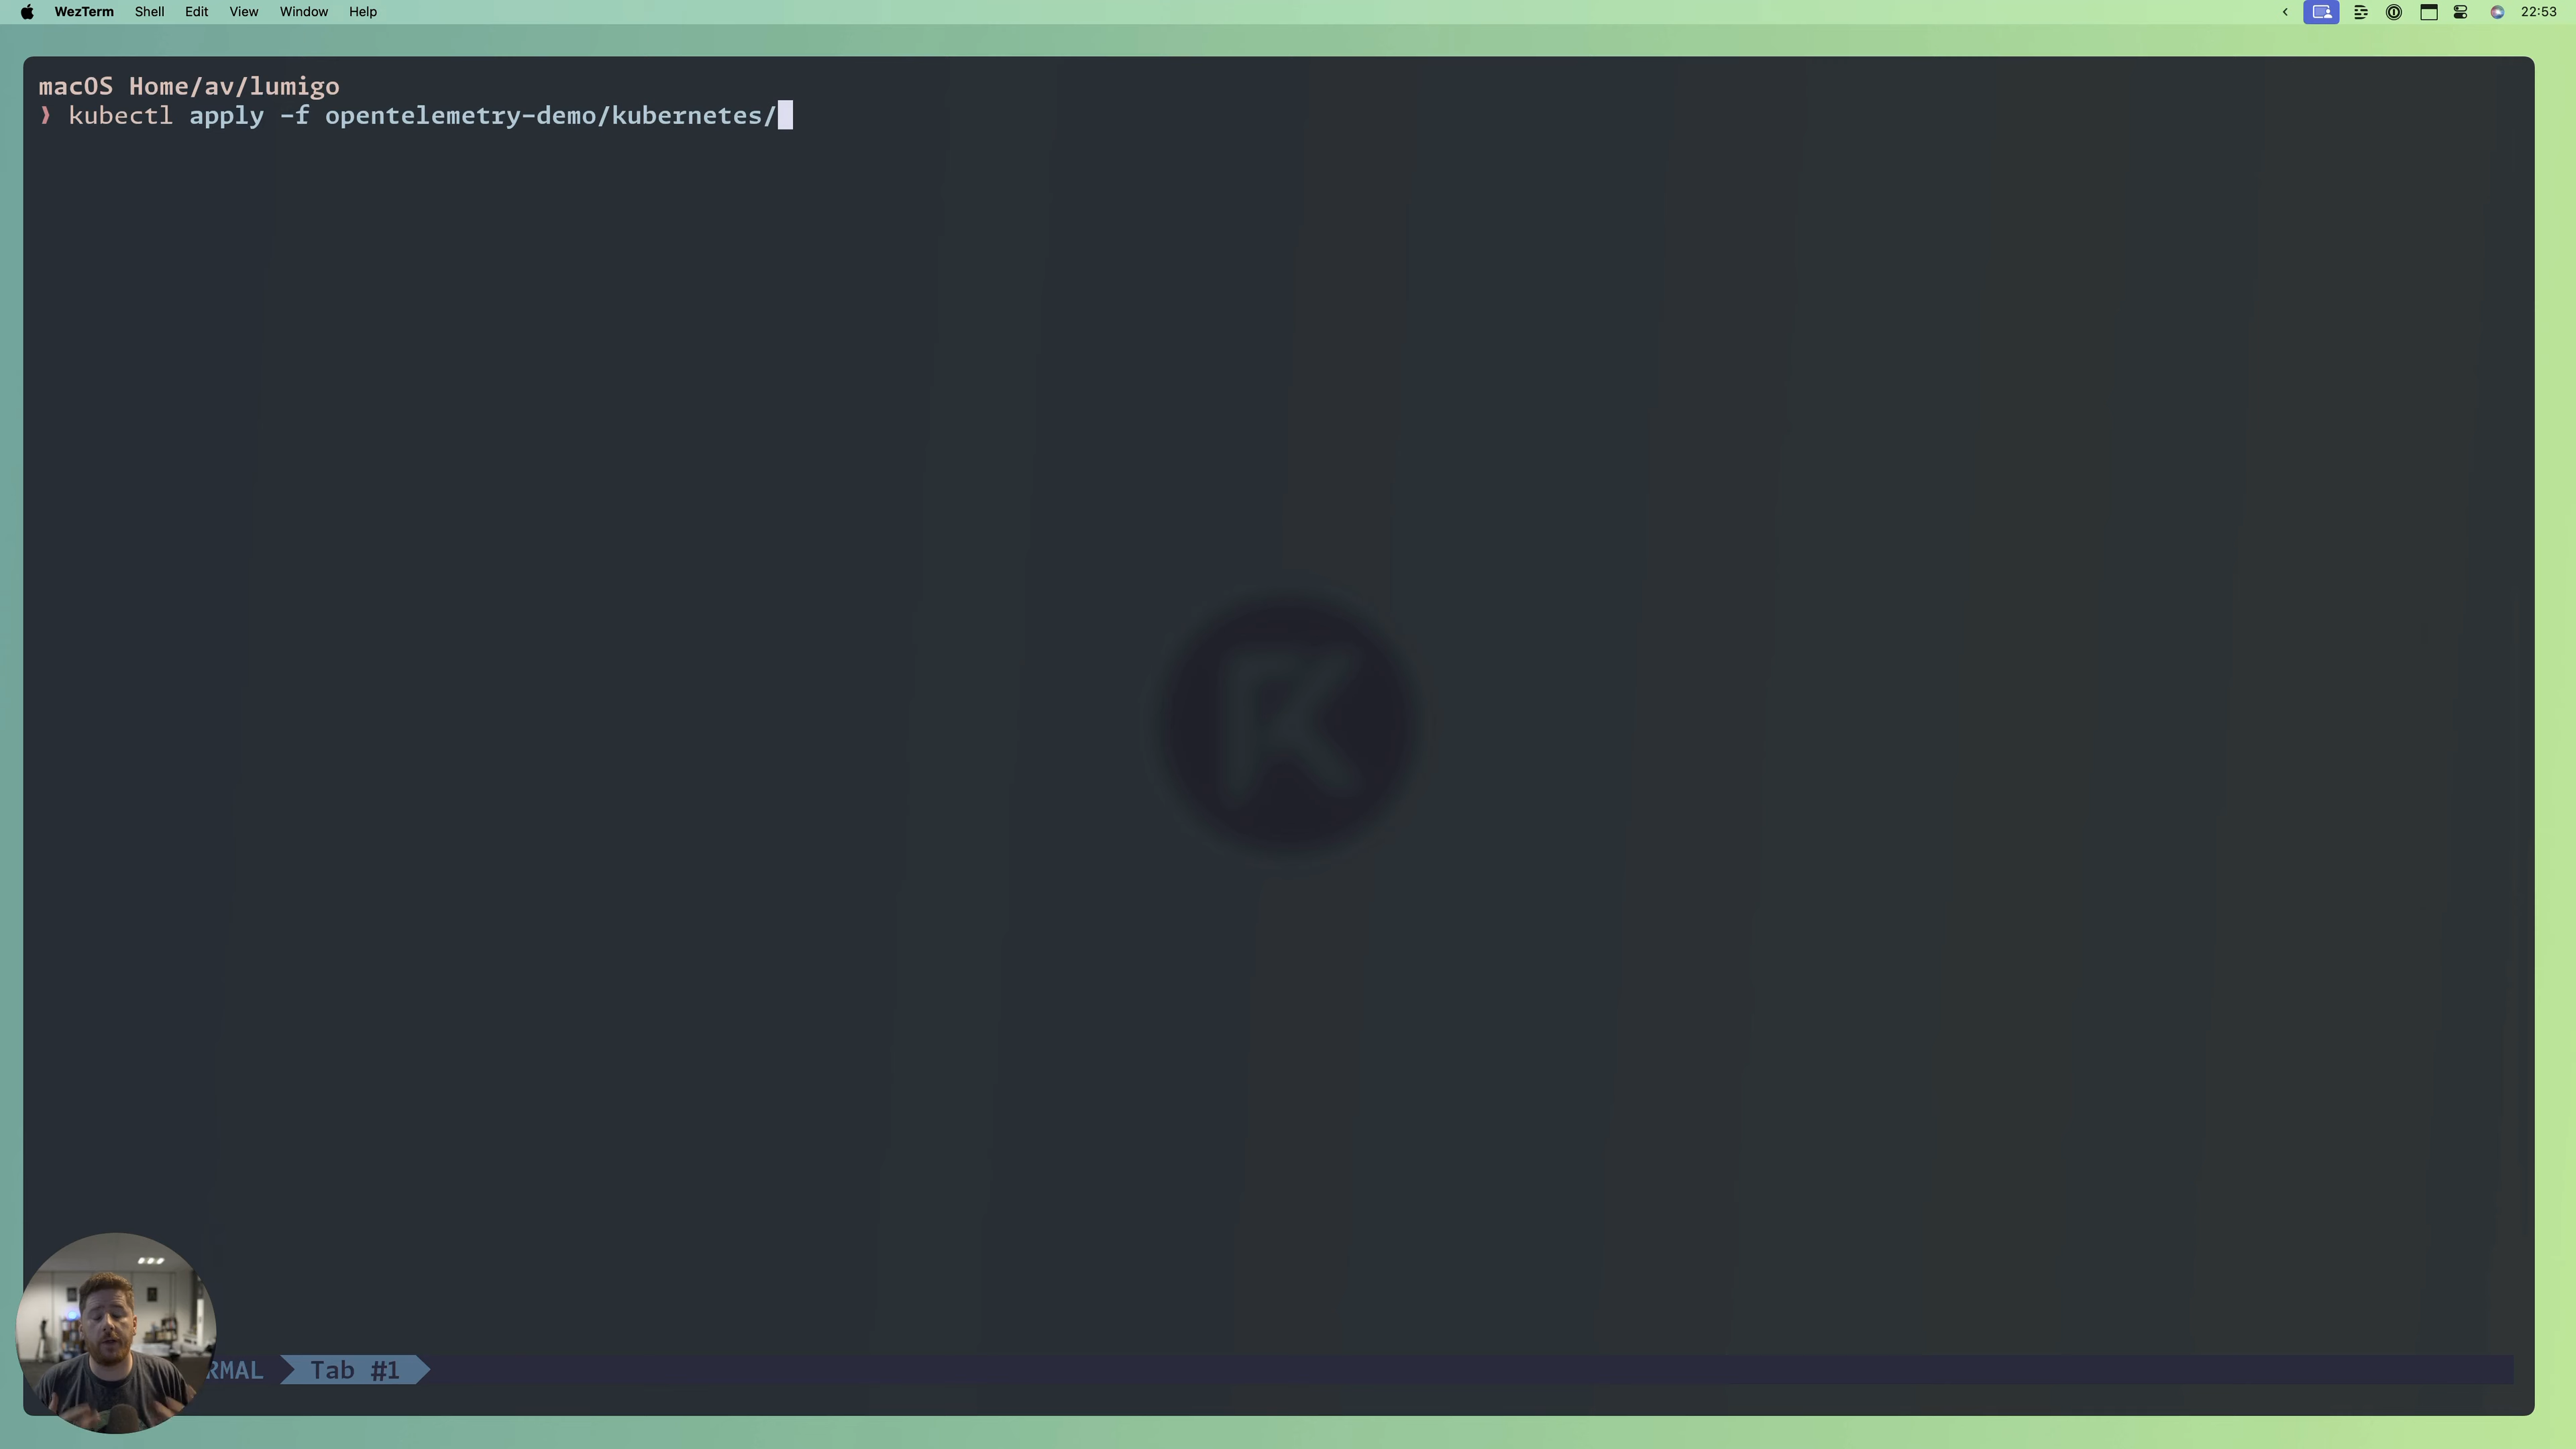 WezTerm Shell Edit View Window Help 22:53
macOS Home/av/lumigo
❯ kubectl apply -f opentelemetry-demo/kubernetes/
RMAL Tab #1